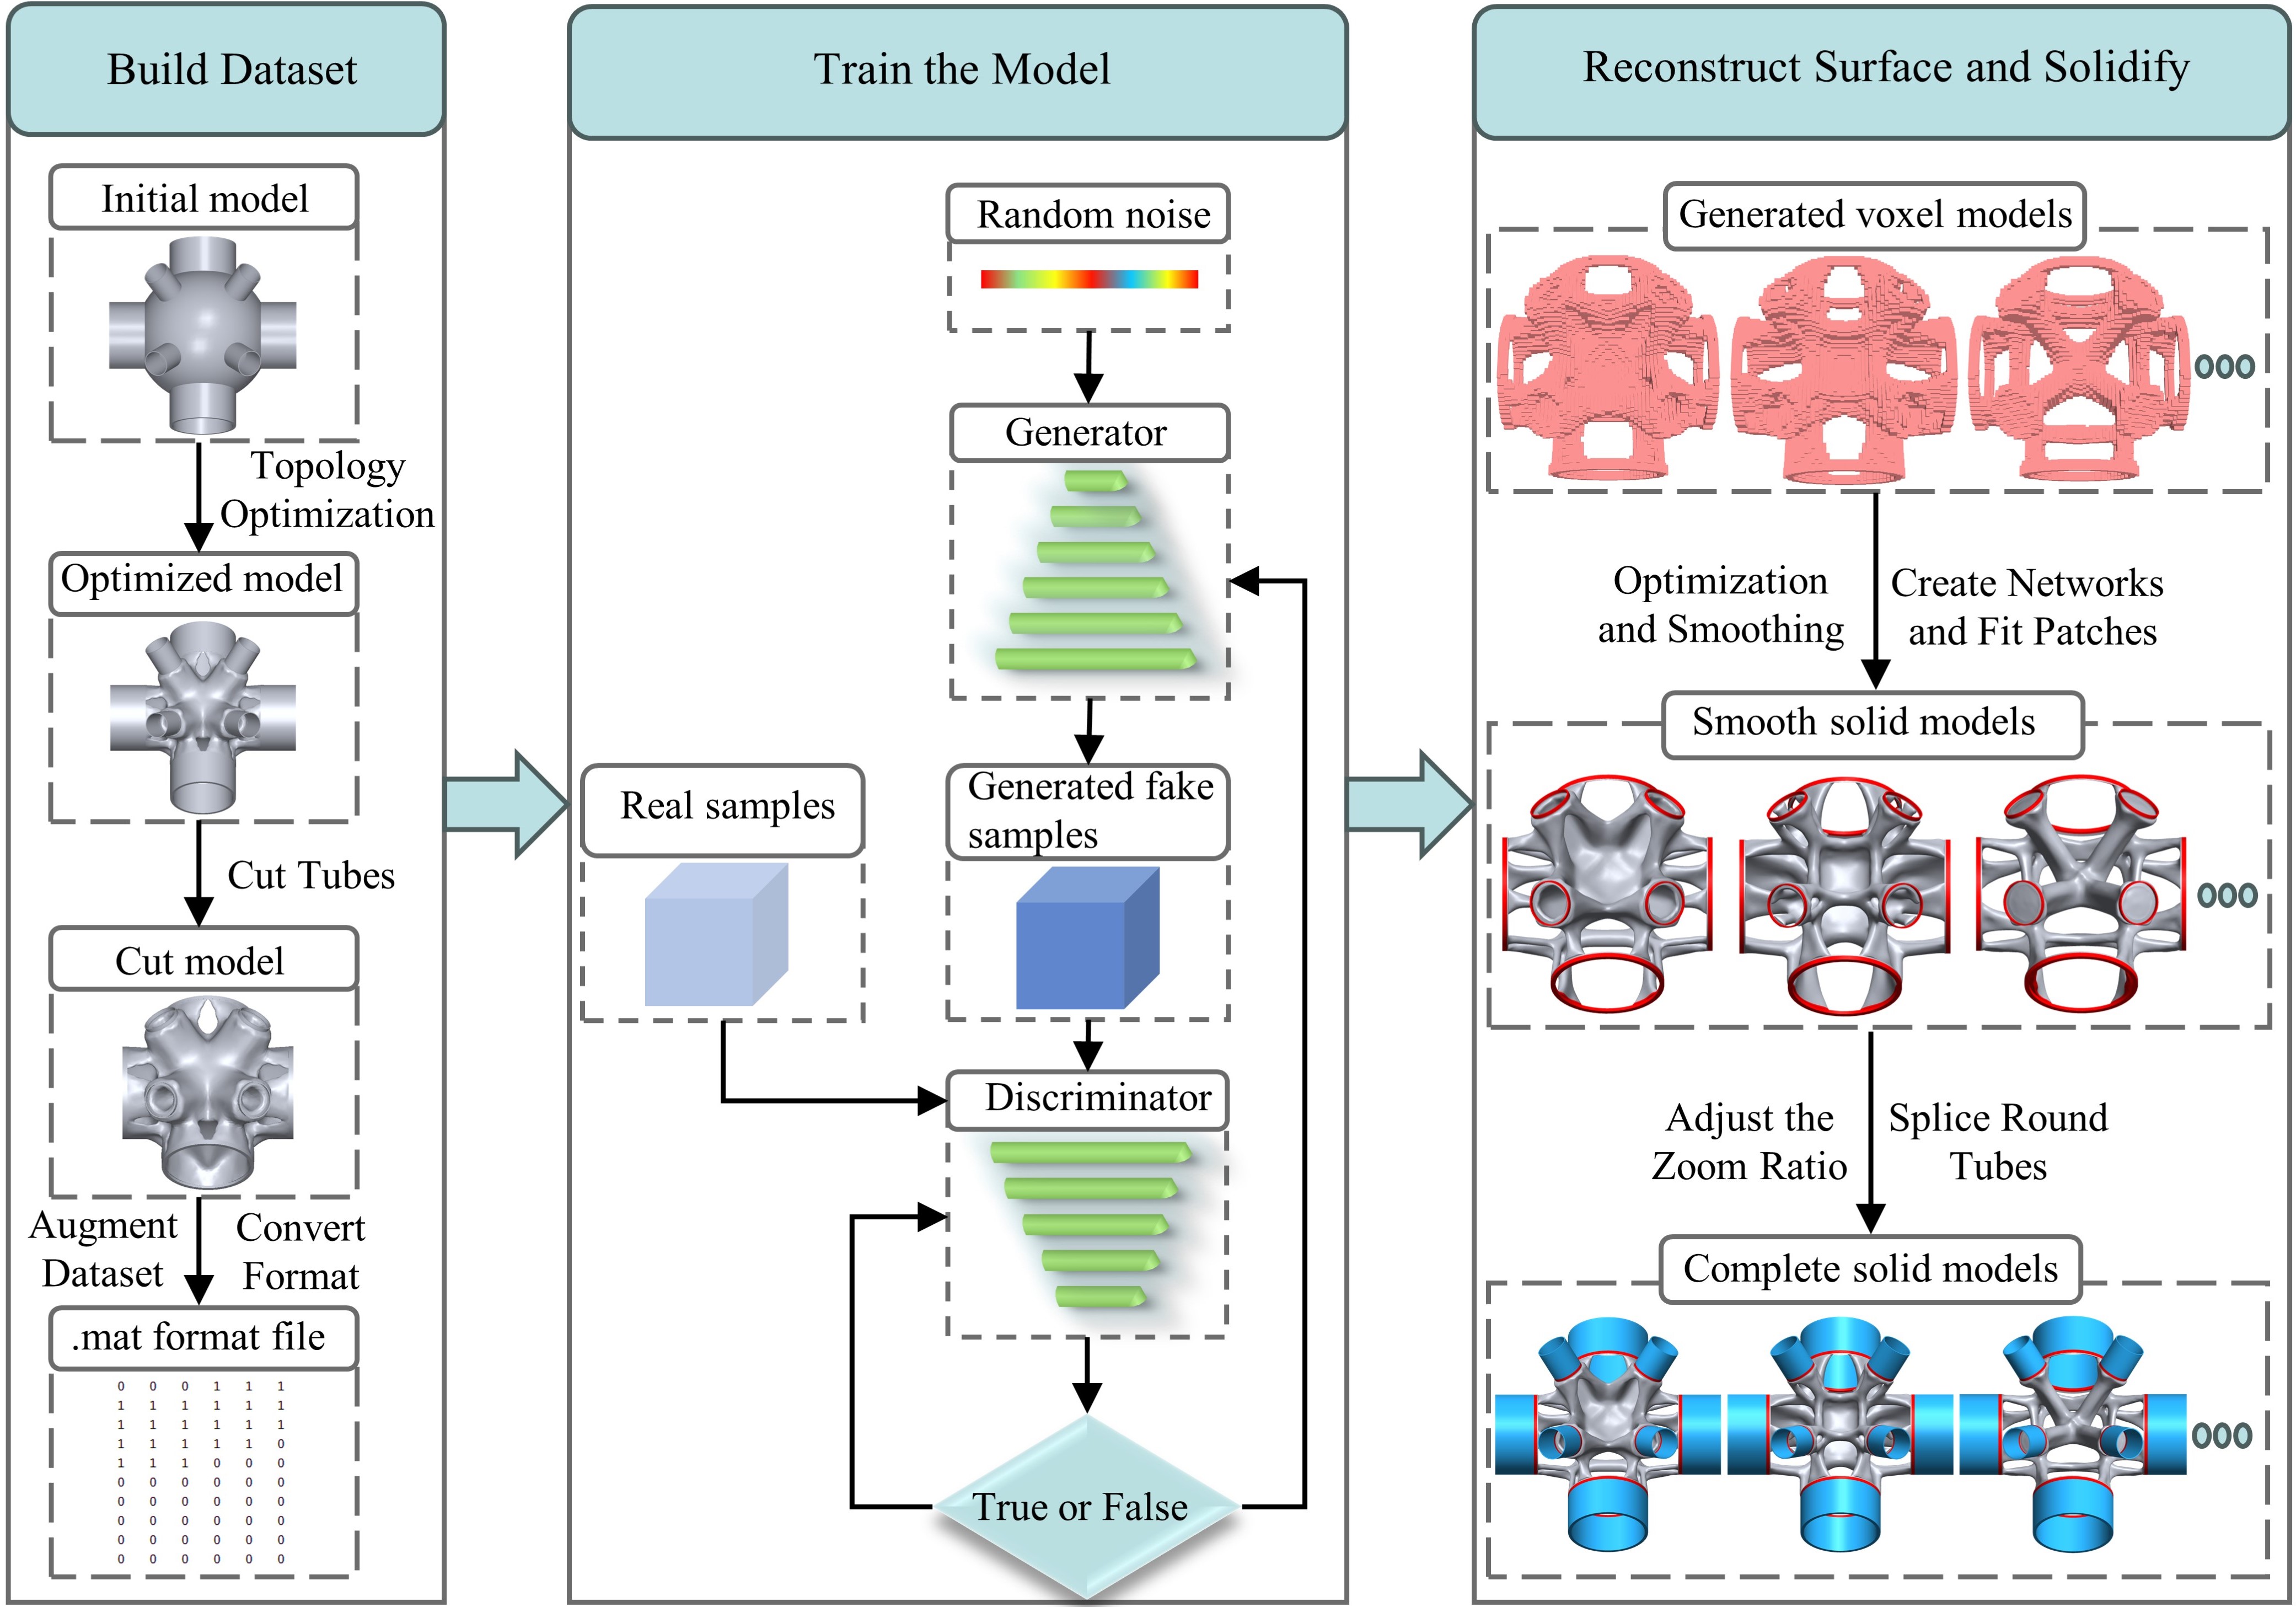 Build Dataset
Initial model
Topology
Optimization
Optimized model
Cut Tubes
Cut model
Augment
Dataset
Convert
Format
.mat format file
0 0 0 1 1 1
1 1 1 1 1 1
1 1 1 1 1 1
1 1 1 1 1 0
1 1 1 0 0 0
0 0 0 0 0 0
0 0 0 0 0 0
0 0 0 0 0 0
0 0 0 0 0 0
0 0 0 0 0 0
Train the Model
Random noise
Generator
Real samples
Generated fake
samples
Discriminator
True or False
Reconstruct Surface and Solidify
Generated voxel models
Optimization
and Smoothing
Create Networks
and Fit Patches
Smooth solid models
Adjust the
Zoom Ratio
Splice Round
Tubes
Complete solid models